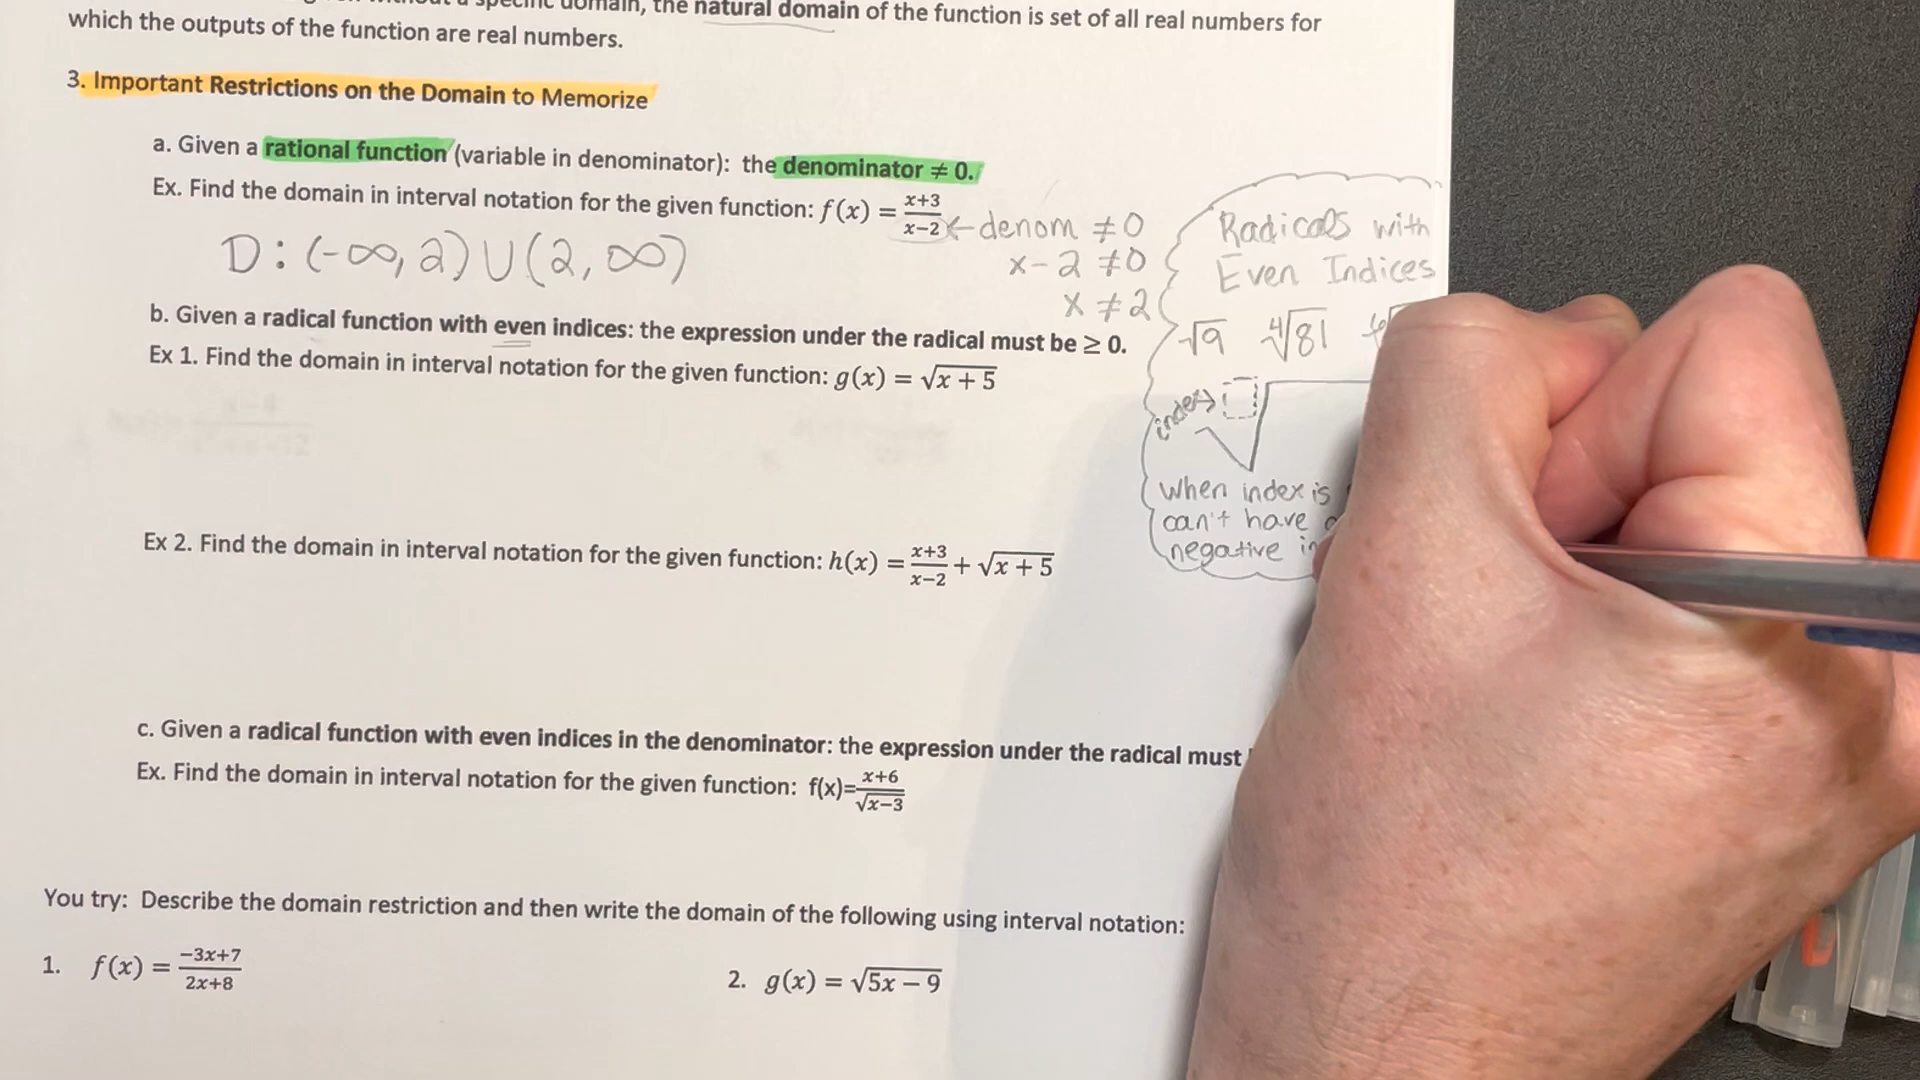 the natural domain of the function is set of all real numbers for
which the outputs of the function are real numbers.
3. Important Restrictions on the Domain to Memorize
a. Given a rational function (variable in denominator): the denominator ≠ 0.
Ex. Find the domain in interval notation for the given function: f(x) = x+3/x−2
← denom ≠0
x-2 ≠0
x ≠2
D: (-∞, 2) ∪ (2, ∞)
b. Given a radical function with even indices: the expression under the radical must be ≥ 0.
Ex 1. Find the domain in interval notation for the given function: g(x) = √x + 5
Radicals with
Even Indices
√9 ∜81
index→
When index is
can't have
negative
Ex 2. Find the domain in interval notation for the given function: h(x) = x+3/x−2 + √x + 5
c. Given a radical function with even indices in the denominator: the expression under the radical must
Ex. Find the domain in interval notation for the given function: f(x)=x+6/√x−3
You try: Describe the domain restriction and then write the domain of the following using interval notation:
1. f(x) = −3x+7/2x+8
2. g(x) = √5x − 9